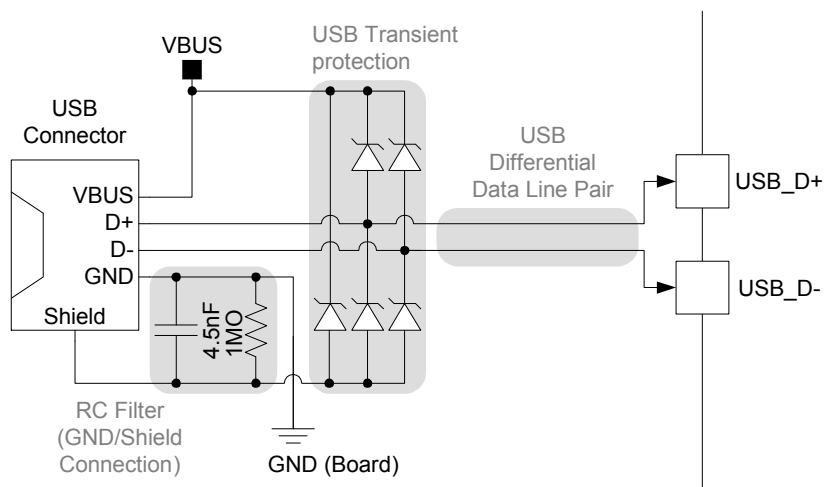 VBUS
USB Transient
protection
USB
Connector
USB
Differential
Data Line Pair
VBUS
D+
D-
GND
Shield
4.5nF
1MO
USB_D+
USB_D-
RC Filter
(GND/Shield
Connection)
GND (Board)